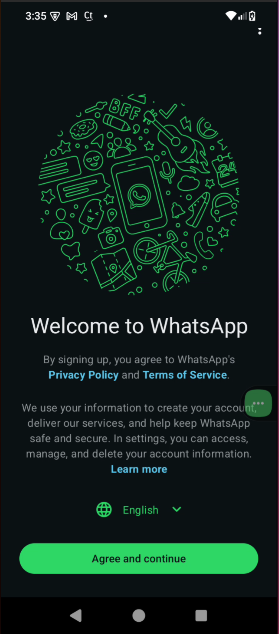 3:35
BFF
Welcome to WhatsApp
By signing up, you agree to WhatsApp's
Privacy Policy and Terms of Service.
We use your information to create your account,
deliver our services, and help keep WhatsApp
safe and secure. In settings, you can access,
manage, and delete your account information.
Learn more
English
Agree and continue